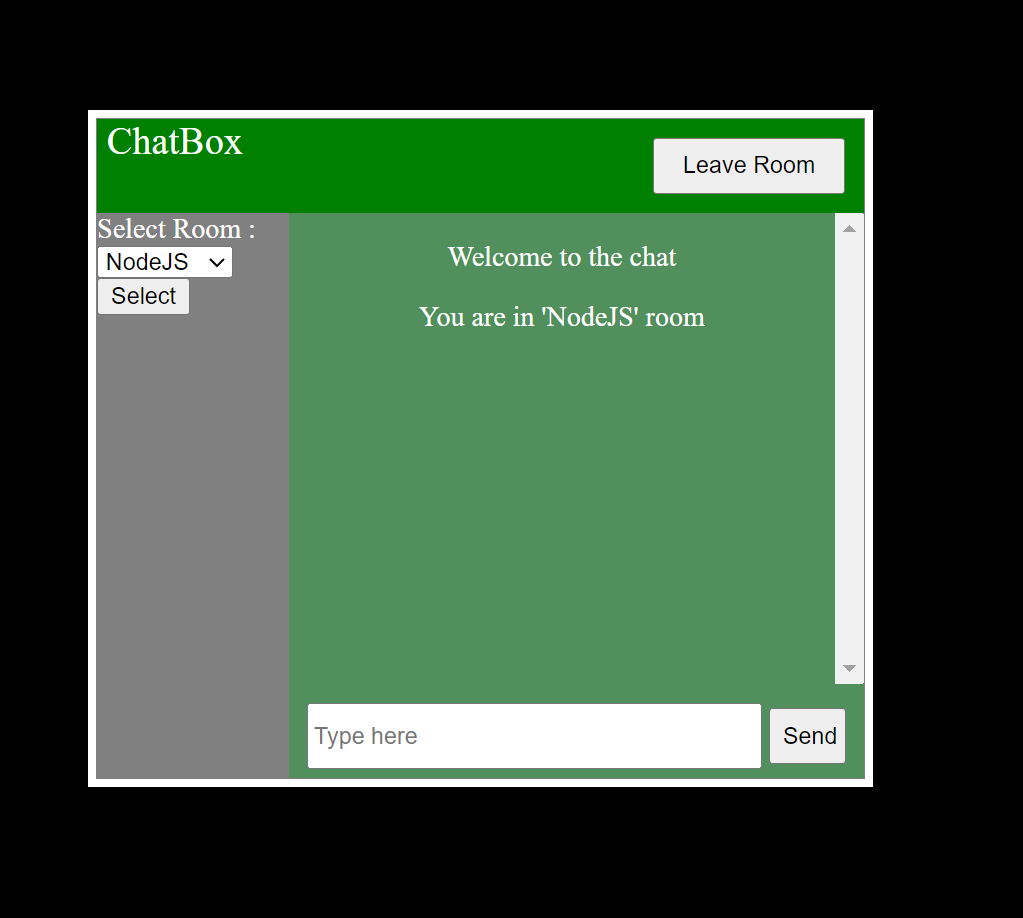 ChatBox
Leave Room
Select Room :
NodeJS
Select
Welcome to the chat
You are in 'NodeJS' room
Type here
Send